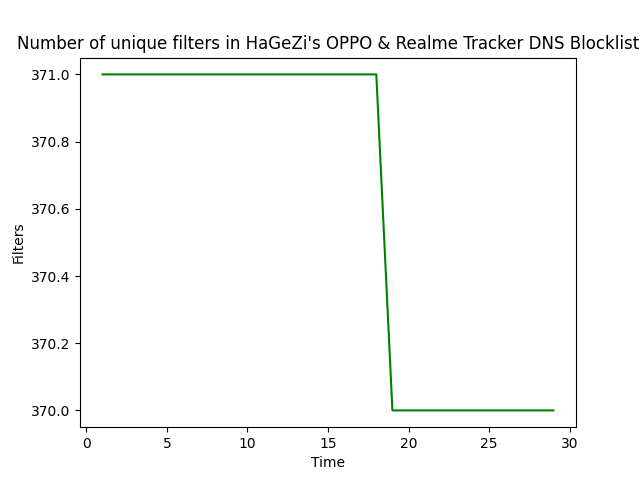 Number of unique filters in HaGeZi's OPPO & Realme Tracker DNS Blocklist
371.0
370.8
370.6
370.4
370.2
370.0
Filters
0 5 10 15 20 25 30
Time